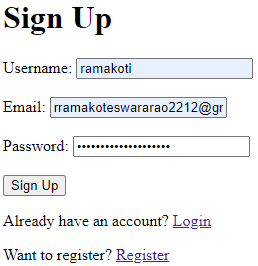 Sign Up
Username: ramakoti
Email: rramakoteswararao2212@gr
Password: ••••••••••••••••••••
Sign Up
Already have an account? Login
Want to register? Register